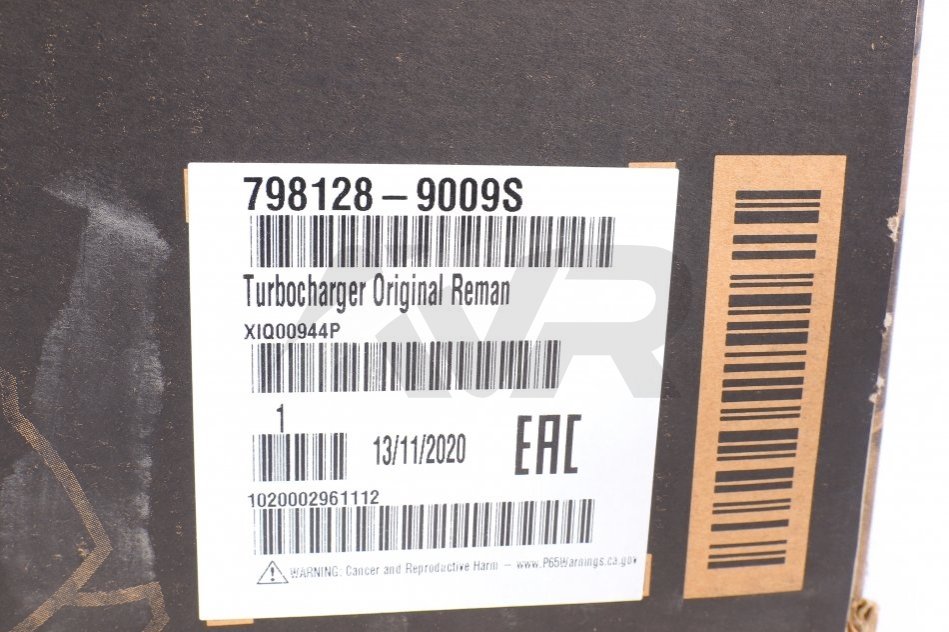 798128-9009S
Turbocharger Original Reman
XIQ00944P
1
13/11/2020
EAC
1020002961112
WARNING: Cancer and Reproductive Harm – www.P65Warnings.ca.gov